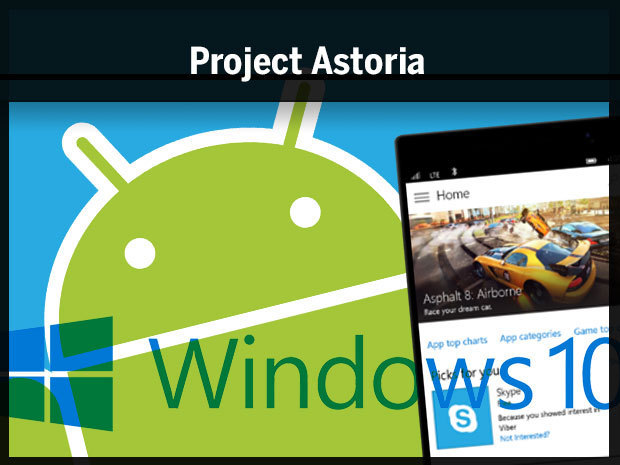 Project Astoria
LTE
Home
Asphalt 8: Airborne
Race your dream car.
App top charts App categories Game to
Windows 10
Picks for you
Skype
Because you showed interest in
Viber
Not Interested?